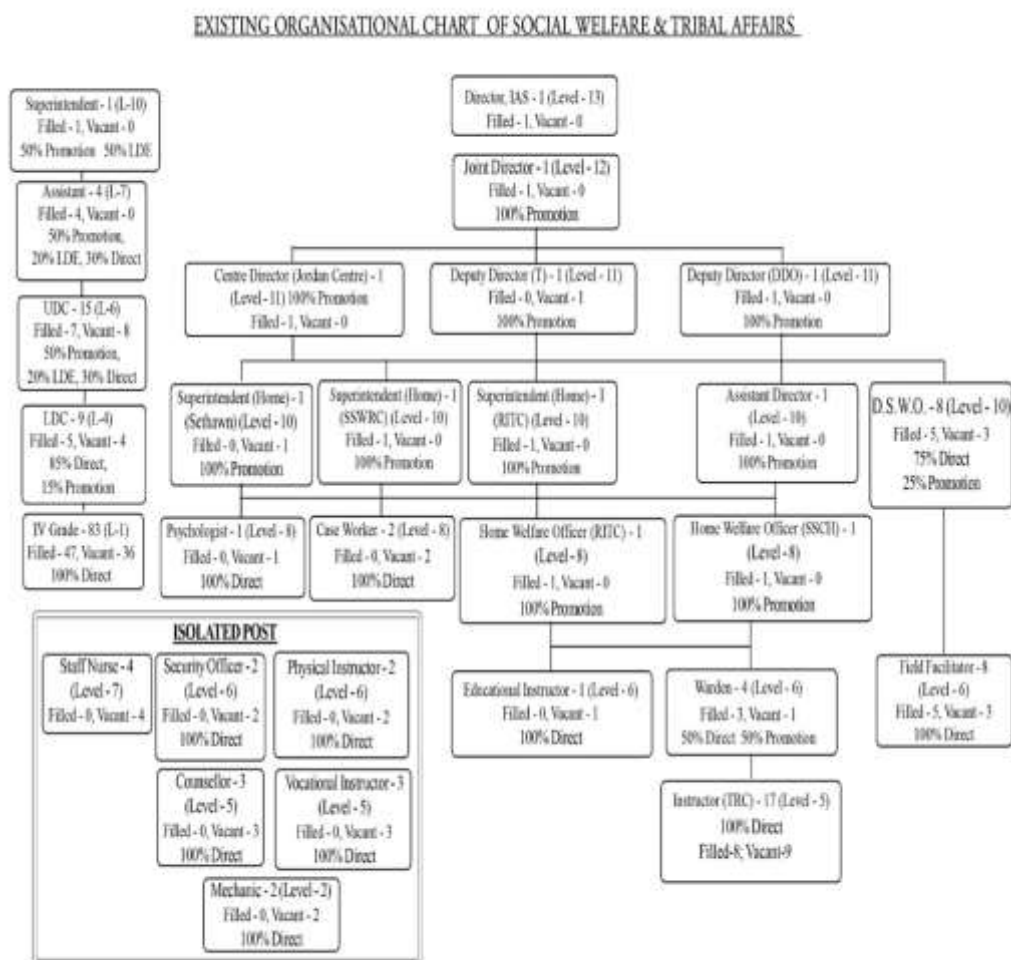 EXISTING ORGANISATIONAL CHART OF SOCIAL WELFARE & TRIBAL AFFAIRS
Superintendent - 1 (L-10)
Filled - 1, Vacant - 0
50% Promotion 50% LDE
Assistant - 4 (L-7)
Filled - 4, Vacant - 0
50% Promotion,
20% LDE, 30% Direct
UDC - 15 (L-6)
Filled - 7, Vacant - 8
50% Promotion,
20% LDE, 30% Direct
LDC - 9 (L-4)
Filled - 5, Vacant - 4
85% Direct,
15% Promotion
IV Grade - 83 (L-1)
Filled - 47, Vacant - 36
100% Direct
Director, IAS - 1 (Level - 13)
Filled - 1, Vacant - 0
Joint Director - 1 (Level - 12)
Filled - 1, Vacant - 0
100% Promotion
Centre Director (Jordan Centre) - 1
(Level - 11) 100% Promotion
Filled - 1, Vacant - 0
Deputy Director (T) - 1 (Level - 11)
Filled - 0, Vacant - 1
100% Promotion
Deputy Director (DDO) - 1 (Level - 11)
Filled - 1, Vacant - 0
100% Promotion
Superintendent (Home) - 1
(Sethawn) (Level - 10)
Filled - 0, Vacant - 1
100% Promotion
Superintendent (Home) - 1
(SSWRC) (Level - 10)
Filled - 1, Vacant - 0
100% Promotion
Superintendent (Home) - 1
(RITC) (Level - 10)
Filled - 1, Vacant - 0
100% Promotion
Assistant Director - 1
(Level - 10)
Filled - 1, Vacant - 0
100% Promotion
D.S.W.O. - 8 (Level - 10)
Filled - 5, Vacant - 3
75% Direct
25% Promotion
Psychologist - 1 (Level - 8)
Filled - 0, Vacant - 1
100% Direct
Case Worker - 2 (Level - 8)
Filled - 0, Vacant - 2
100% Direct
Home Welfare Officer (RITC) - 1
(Level - 8)
Filled - 1, Vacant - 0
100% Promotion
Home Welfare Officer (SSCH) - 1
(Level - 8)
Filled - 1, Vacant - 0
100% Promotion
Educational Instructor - 1 (Level - 6)
Filled - 0, Vacant - 1
100% Direct
Warden - 4 (Level - 6)
Filled - 3, Vacant - 1
50% Direct 50% Promotion
Field Facilitator - 8
(Level - 6)
Filled - 5, Vacant - 3
100% Direct
Instructor (TRC) - 17 (Level - 5)
100% Direct
Filled-8; Vacant-9
ISOLATED POST
Staff Nurse - 4
(Level - 7)
Filled - 0, Vacant - 4
Security Officer - 2
(Level - 6)
Filled - 0, Vacant - 2
100% Direct
Physical Instructor - 2
(Level - 6)
Filled - 0, Vacant - 2
100% Direct
Counsellor - 3
(Level - 5)
Filled - 0, Vacant - 3
100% Direct
Vocational Instructor - 3
(Level - 5)
Filled - 0, Vacant - 3
100% Direct
Mechanic - 2 (Level - 2)
Filled - 0, Vacant - 2
100% Direct